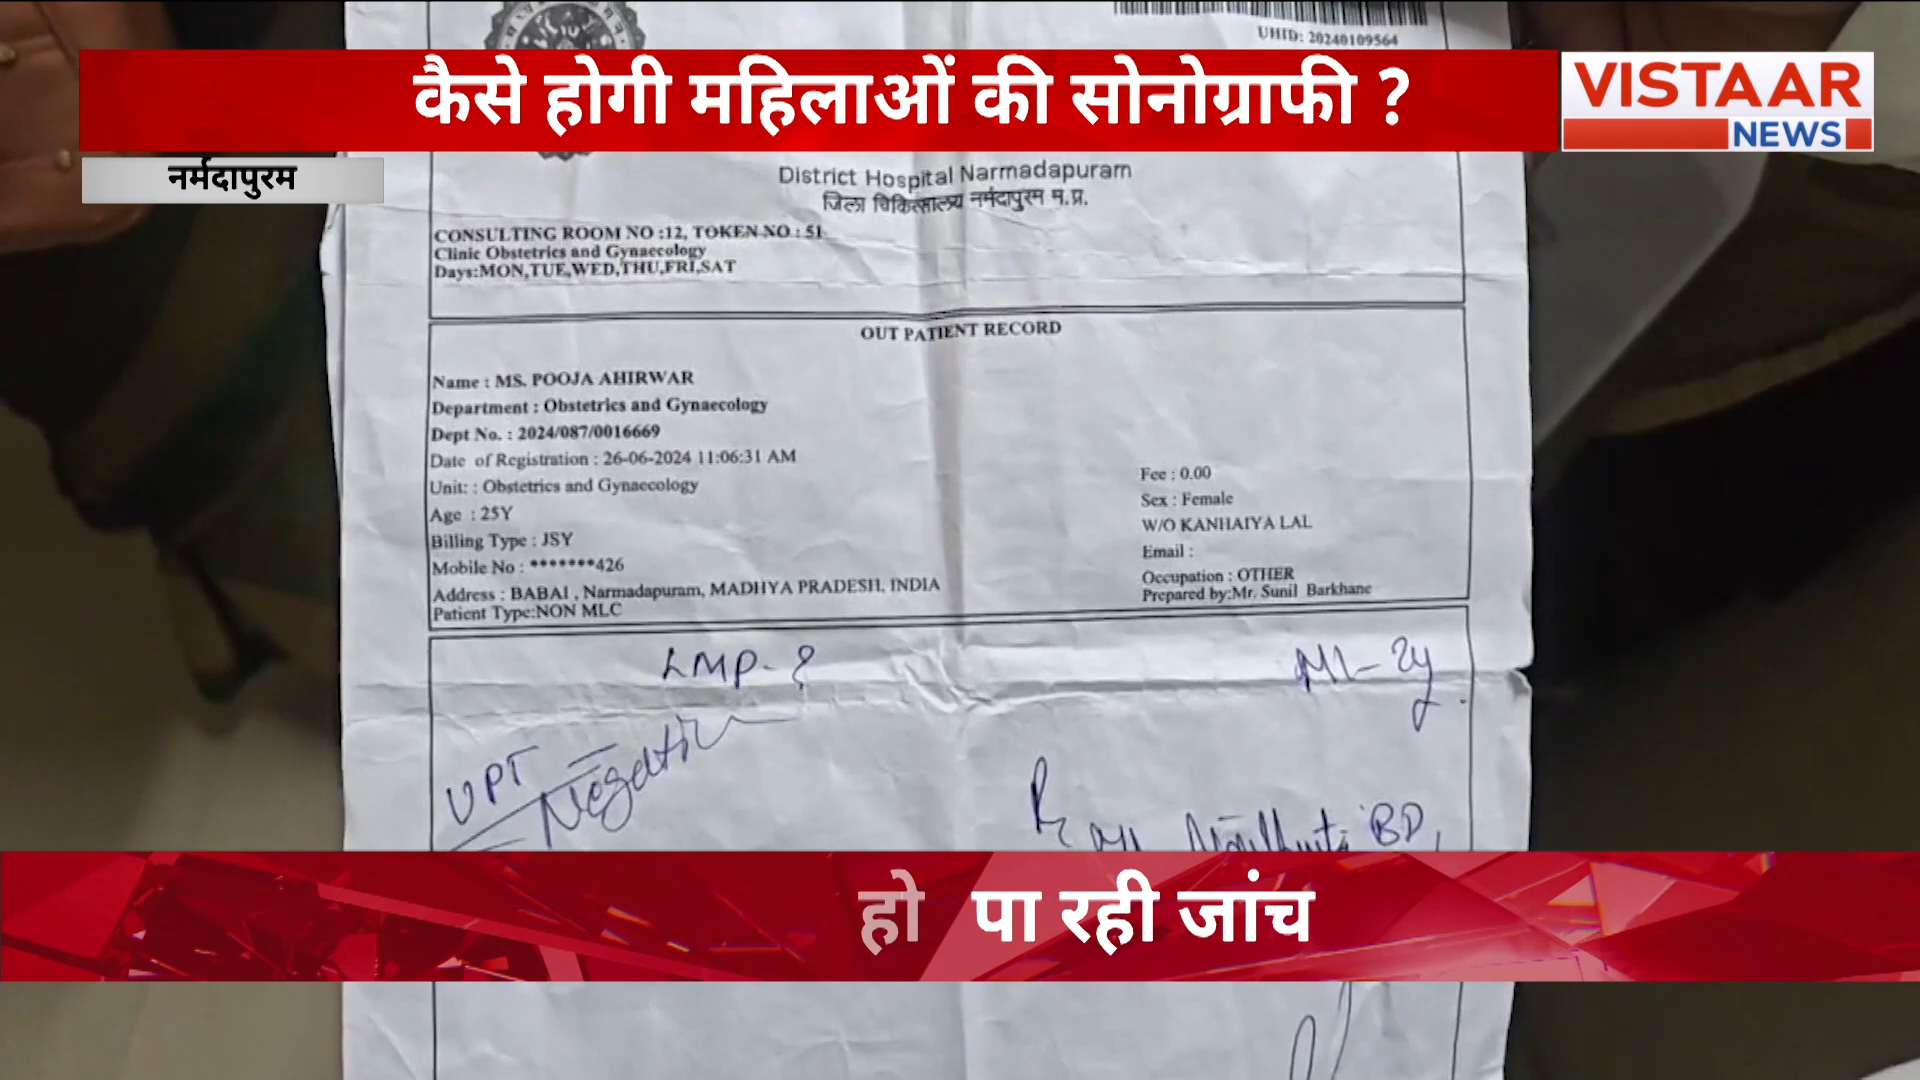 UHID: 20240109564
कैसे होगी महिलाओं की सोनोग्राफी ?
VISTAAR
NEWS
नर्मदापुरम
District Hospital Narmadapuram
जिला चिकित्सालय नर्मदापुरम म.प्र.
CONSULTING ROOM NO :12, TOKEN NO : 51
Clinic Obstetrics and Gynaecology
Days:MON,TUE,WED,THU,FRI,SAT
OUT PATIENT RECORD
Name : MS. POOJA AHIRWAR
Department : Obstetrics and Gynaecology
Dept No. : 2024/087/0016669
Date of Registration : 26-06-2024 11:06:31 AM
Unit: : Obstetrics and Gynaecology
Age : 25Y
Billing Type : JSY
Mobile No : *******426
Address : BABAI , Narmadapuram, MADHYA PRADESH, INDIA
Patient Type:NON MLC
Fee : 0.00
Sex : Female
W/O KANHAIYA LAL
Email :
Occupation : OTHER
Prepared by:Mr. Sunil Barkhane
LMP- ?
ML- 2y
UPT - Negative
BD,
हो पा रही जांच